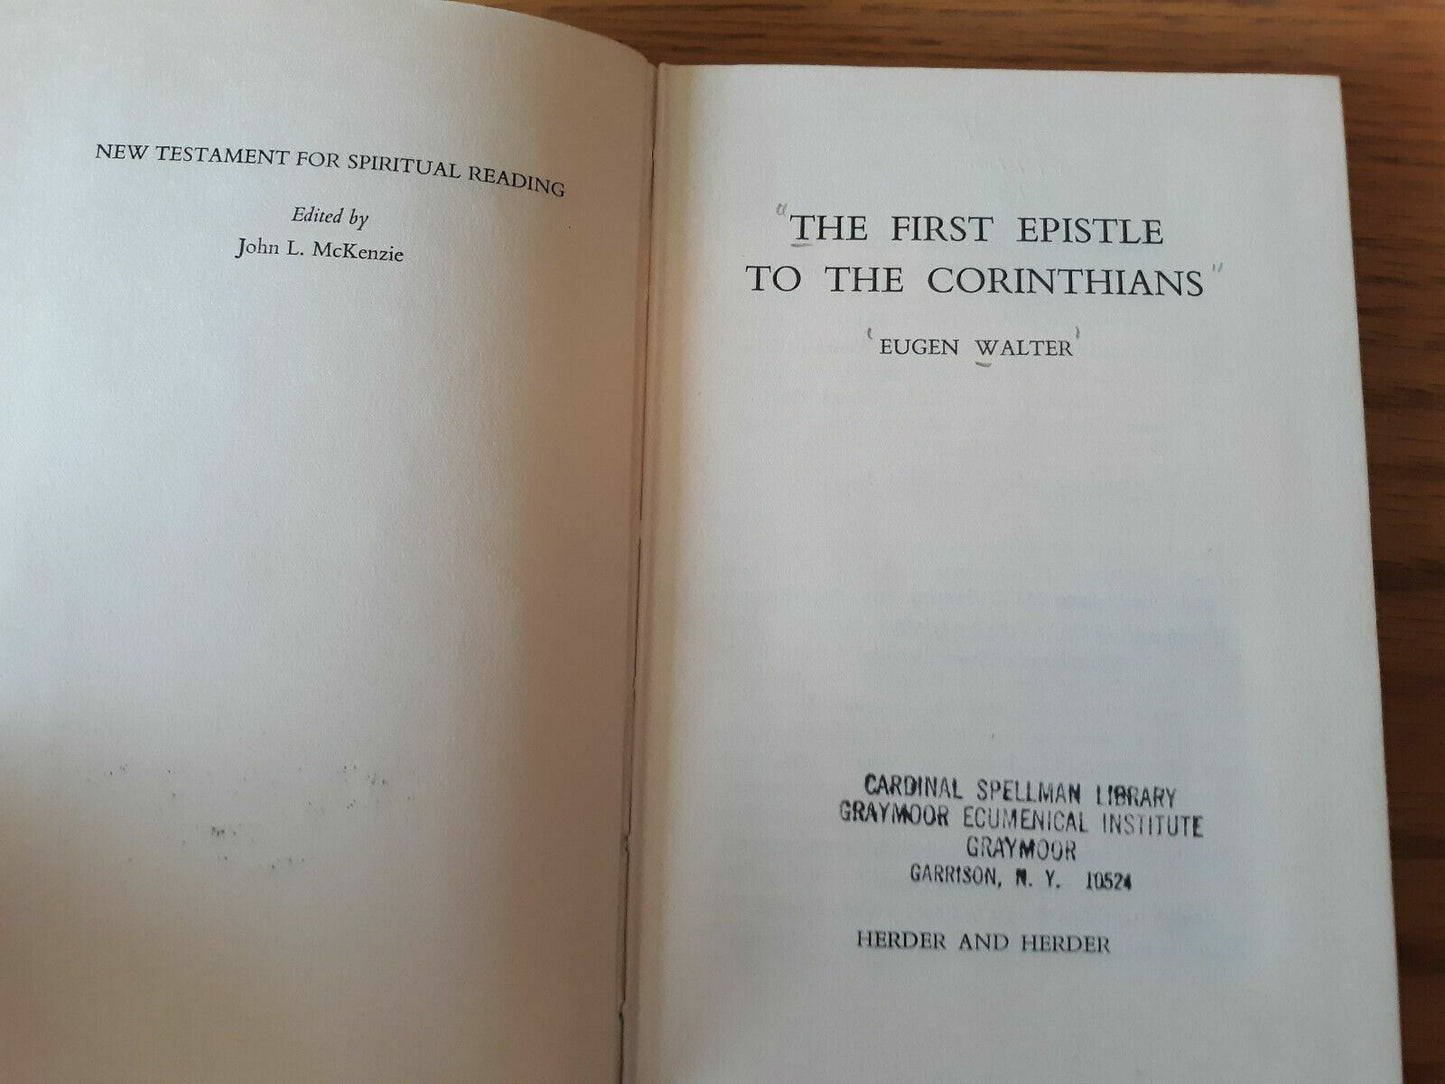 NEW TESTAMENT FOR SPIRITUAL READING
Edited by
John L. McKenzie
"THE FIRST EPISTLE
TO THE CORINTHIANS"
'EUGEN WALTER'
CARDINAL SPELLMAN LIBRARY
GRAYMOOR ECUMENICAL INSTITUTE
GRAYMOOR
GARRISON, N. Y. 10524
HERDER AND HERDER